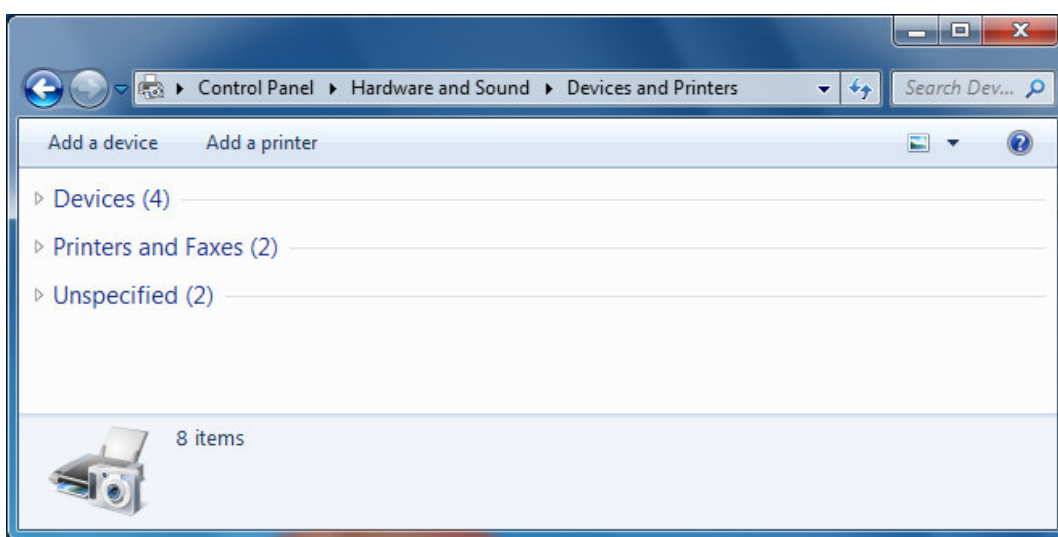 Control Panel Hardware and Sound Devices and Printers Search Dev...
Add a device Add a printer
Devices (4)
Printers and Faxes (2)
Unspecified (2)
8 items